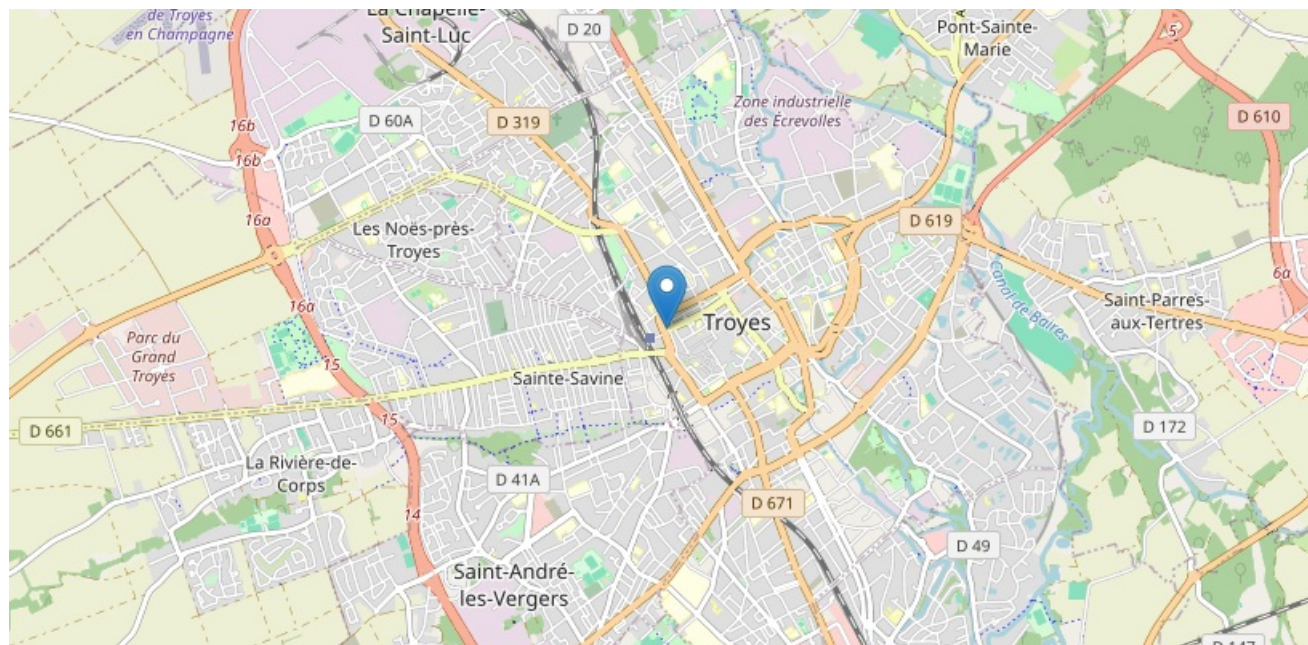 de Troyes
en Champagne
La Chapelle-
Saint-Luc
D 20
Pont-Sainte-
Marie
5
16b
D 60A
D 319
Zone industrielle
des Écrevolles
D 610
16b
16a
Les Noës-près-
Troyes
D 619
6a
Canal de Baires
16a
Saint-Parres-
aux-Tertres
Troyes
Parc du
Grand
Troyes
15
Sainte-Savine
15
D 661
D 172
La Rivière-de-
Corps
D 41A
D 671
14
D 49
Saint-André-
les-Vergers
D 147